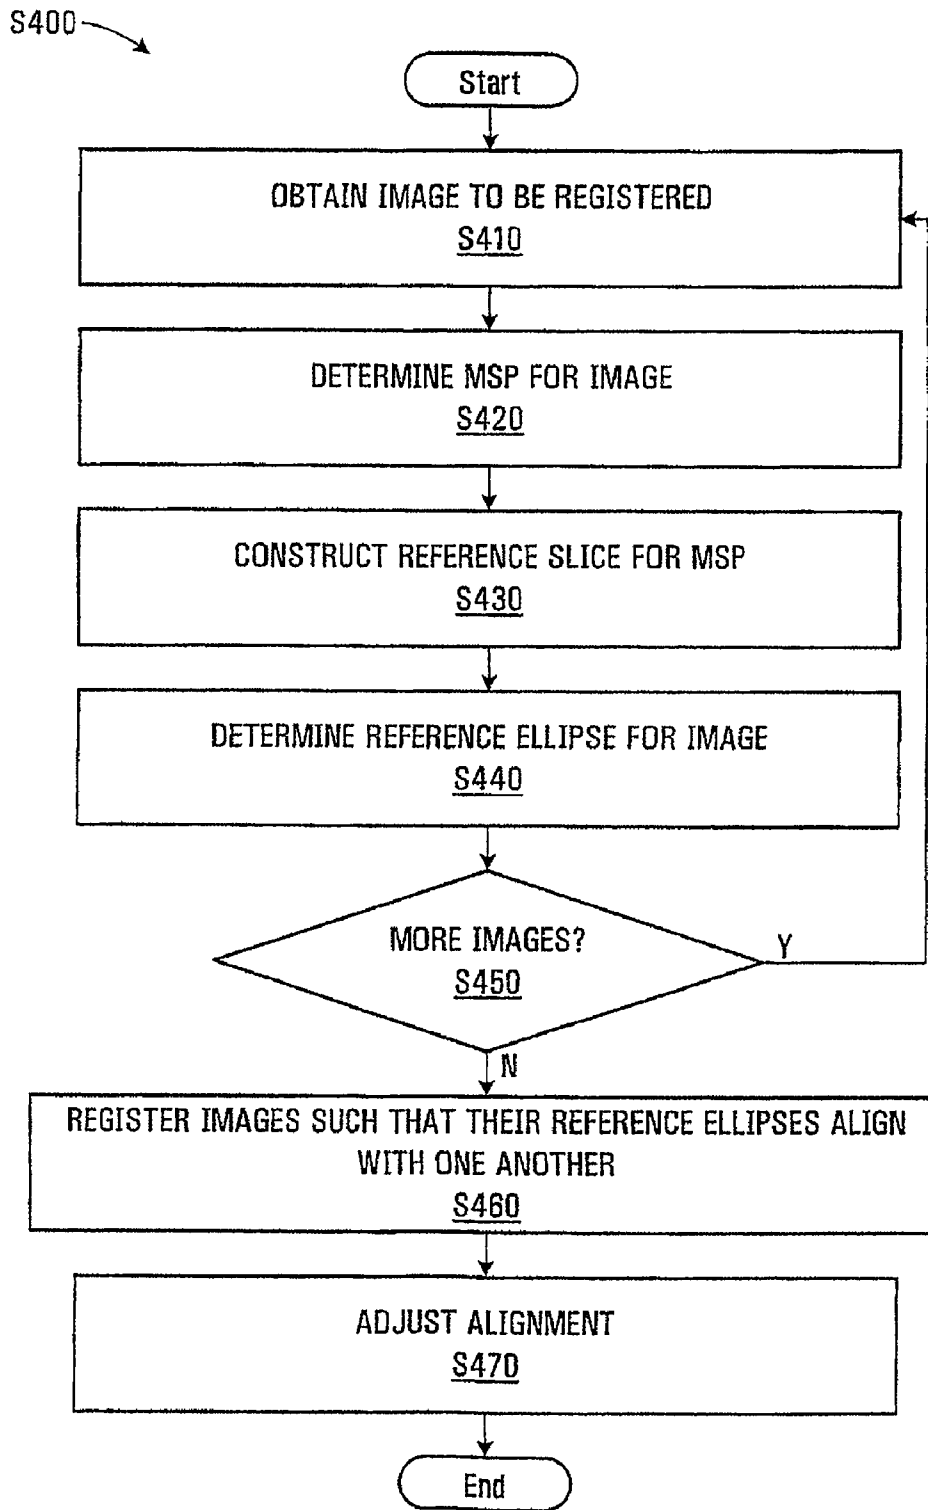 S400
Start
OBTAIN IMAGE TO BE REGISTERED
S410
DETERMINE MSP FOR IMAGE
S420
CONSTRUCT REFERENCE SLICE FOR MSP
S430
DETERMINE REFERENCE ELLIPSE FOR IMAGE
S440
MORE IMAGES?
S450
Y
N
REGISTER IMAGES SUCH THAT THEIR REFERENCE ELLIPSES ALIGN
WITH ONE ANOTHER
S460
ADJUST ALIGNMENT
S470
End